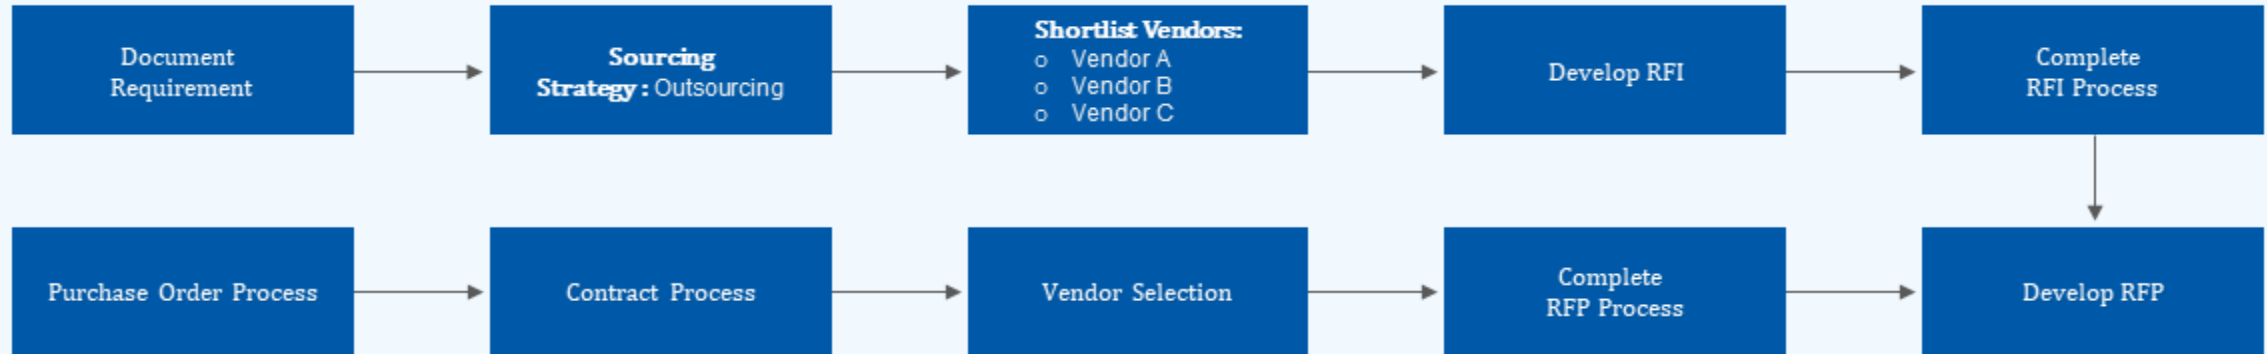 Document
Requirement
Sourcing
Strategy : Outsourcing
Shortlist Vendors:
o Vendor A
o Vendor B
o Vendor C
Develop RFI
Complete
RFI Process
Purchase Order Process
Contract Process
Vendor Selection
Complete
RFP Process
Develop RFP